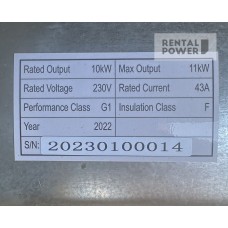 RENTAL
POWER
Rated Output 10kW Max Output 11kW
Rated Voltage 230V Rated Current 43A
Performance Class G1 Insulation Class F
Year 2022
S/N: 20230100014